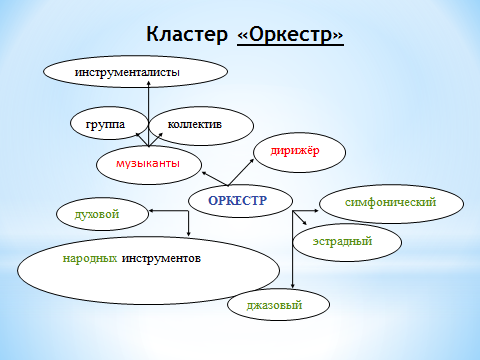 Кластер «Оркестр»
инструменталисты
группа
коллектив
музыканты
дирижёр
ОРКЕСТР
симфонический
духовой
эстрадный
народных инструментов
джазовый